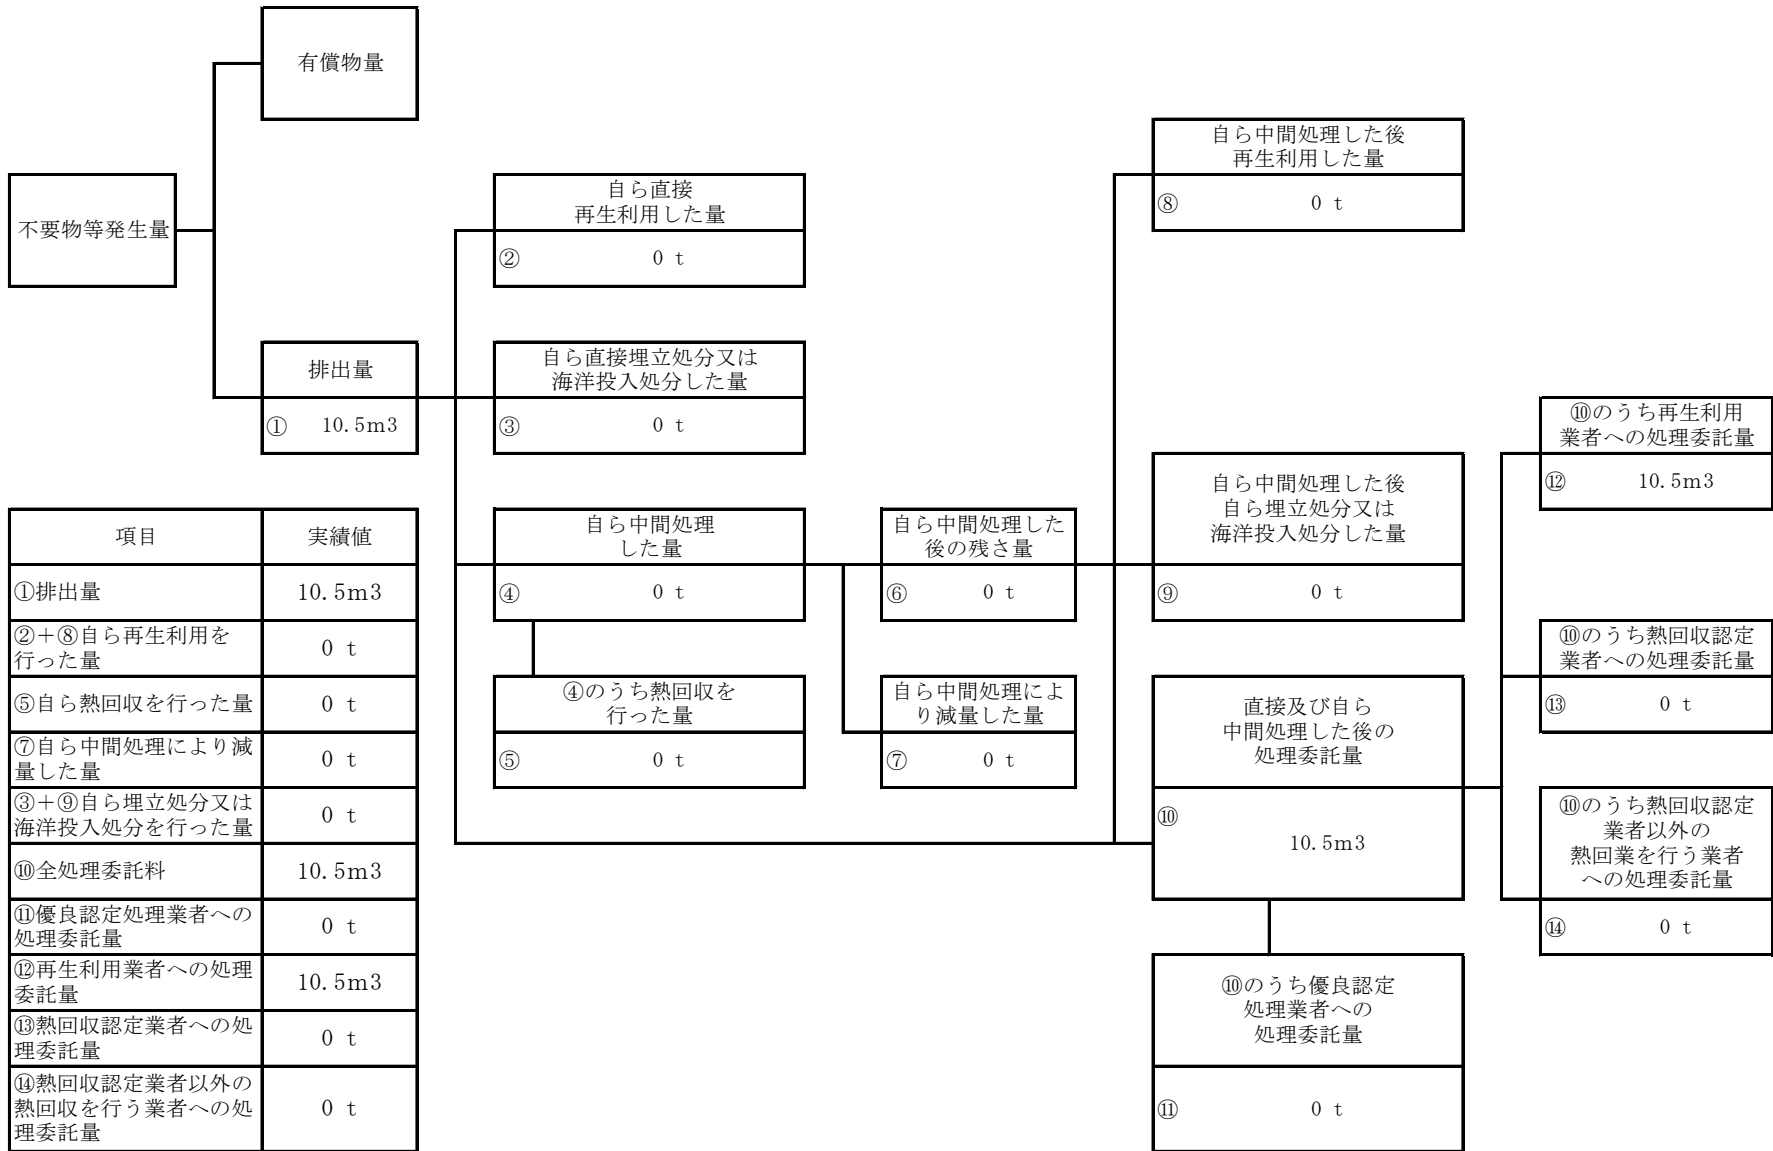 有償物量
不要物等発生量
排出量
① 10.5m3
自ら直接
再生利用した量
② 0 t
自ら直接埋立処分又は
海洋投入処分した量
③ 0 t
自ら中間処理
した量
④ 0 t
④のうち熱回収を
行った量
⑤ 0 t
自ら中間処理した
後の残さ量
⑥ 0 t
自ら中間処理によ
り減量した量
⑦ 0 t
自ら中間処理した後
再生利用した量
⑧ 0 t
自ら中間処理した後
自ら埋立処分又は
海洋投入処分した量
⑨ 0 t
直接及び自ら
中間処理した後の
処理委託量
⑩
10.5m3
⑩のうち優良認定
処理業者への
処理委託量
⑪ 0 t
⑩のうち再生利用
業者への処理委託量
⑫ 10.5m3
⑩のうち熱回収認定
業者への処理委託量
⑬ 0 t
⑩のうち熱回収認定
業者以外の
熱回業を行う業者
への処理委託量
⑭ 0 t
項目 実績値
①排出量 10.5m3
②＋⑧自ら再生利用を
行った量 0 t
⑤自ら熱回収を行った量 0 t
⑦自ら中間処理により減
量した量 0 t
③＋⑨自ら埋立処分又は
海洋投入処分を行った量 0 t
⑩全処理委託料 10.5m3
⑪優良認定処理業者への
処理委託量 0 t
⑫再生利用業者への処理
委託量 10.5m3
⑬熱回収認定業者への処
理委託量 0 t
⑭熱回収認定業者以外の
熱回収を行う業者への処
理委託量 0 t